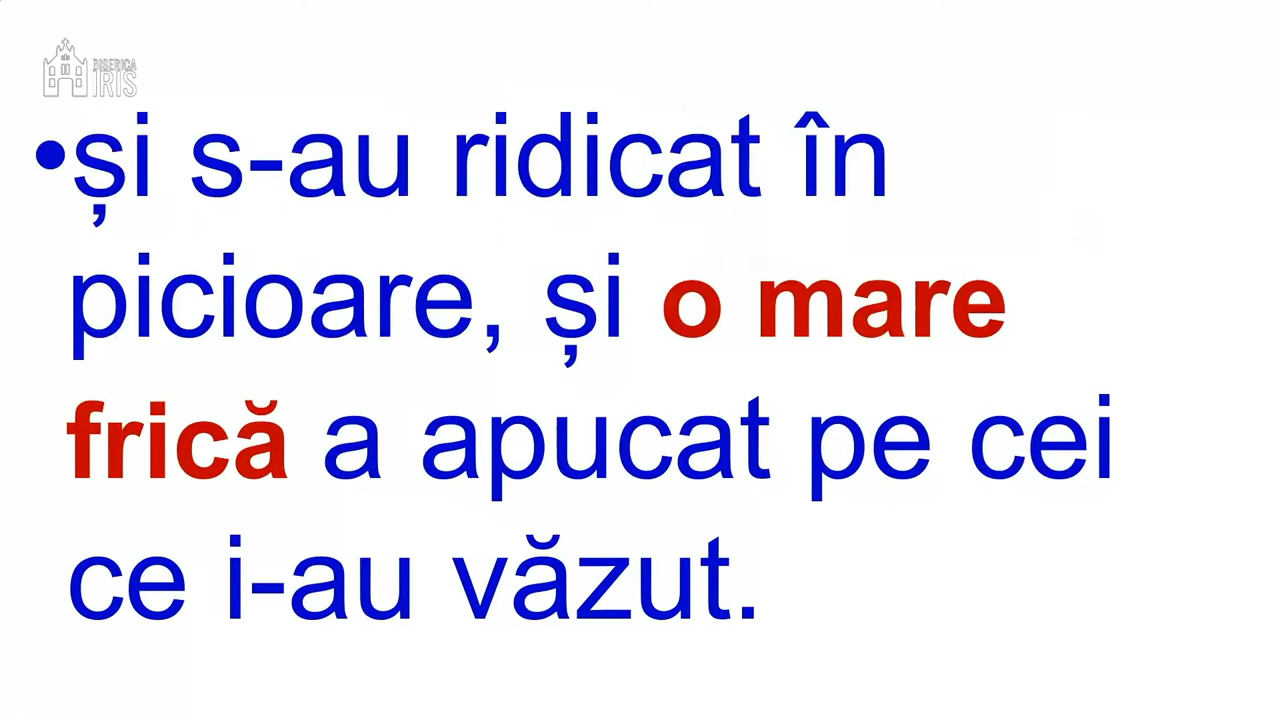 BISERICA
IRIS
•și s-au ridicat în
picioare, și o mare
frică a apucat pe cei
ce i-au văzut.